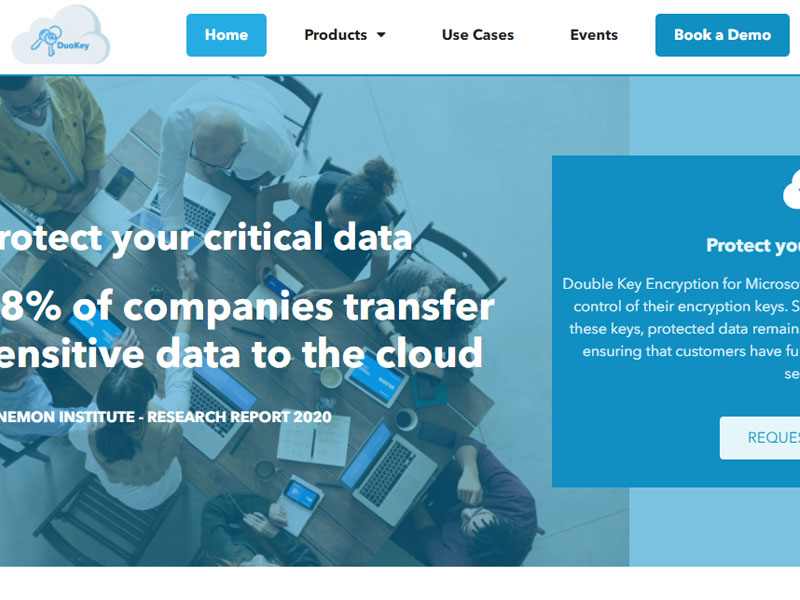 DuoKey
Home
Products
Use Cases
Events
Book a Demo
rotect your critical data
8% of companies transfer
ensitive data to the cloud
NEMON INSTITUTE - RESEARCH REPORT 2020
Protect you
Double Key Encryption for Microso
control of their encryption keys. S
these keys, protected data remain
ensuring that customers have fu
se
REQUES